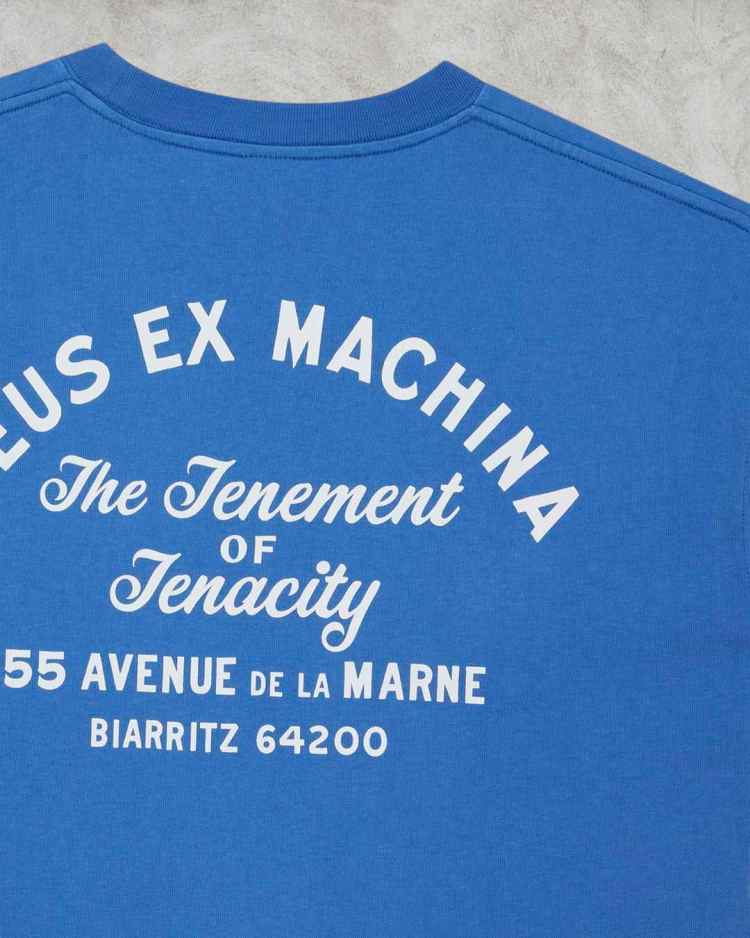 EUS EX MACHINA
The Tenement
OF
Tenacity
55 AVENUE DE LA MARNE
BIARRITZ 64200